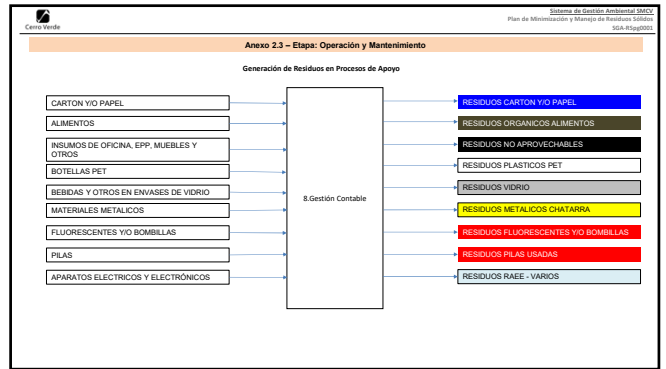 Sistema de Gestión Ambiental SMCV
Plan de Minimización y Manejo de Residuos Sólidos
SGA-RSpg0001
Cerro Verde
Anexo 2.3 – Etapa: Operación y Mantenimiento
Generación de Residuos en Procesos de Apoyo
CARTON Y/O PAPEL
ALIMENTOS
INSUMOS DE OFICINA, EPP, MUEBLES Y
OTROS
BOTELLAS PET
BEBIDAS Y OTROS EN ENVASES DE VIDRIO
MATERIALES METALICOS
FLUORESCENTES Y/O BOMBILLAS
PILAS
APARATOS ELECTRICOS Y ELECTRÓNICOS
8.Gestión Contable
RESIDUOS CARTON Y/O PAPEL
RESIDUOS ORGANICOS ALIMENTOS
RESIDUOS NO APROVECHABLES
RESIDUOS PLASTICOS PET
RESIDUOS VIDRIO
RESIDUOS METALICOS CHATARRA
RESIDUOS FLUORESCENTES Y/O BOMBILLAS
RESIDUOS PILAS USADAS
RESIDUOS RAEE - VARIOS